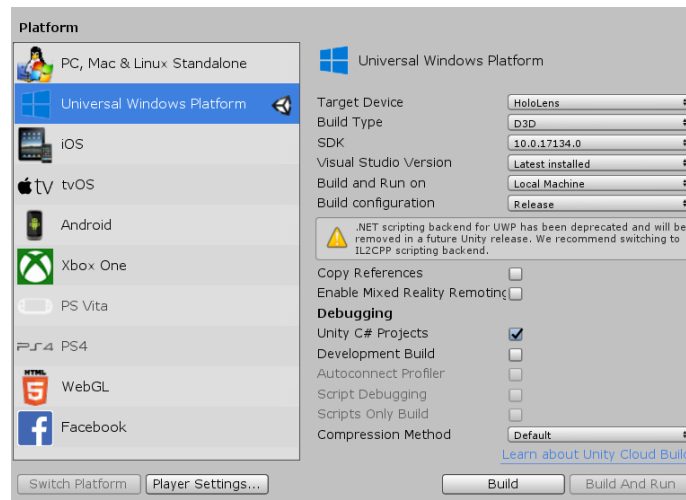 Platform
PC, Mac & Linux Standalone
Universal Windows Platform
iOS
tv tvOS
Android
Xbox One
PS Vita
PS4 PS4
HTML 5 WebGL
f Facebook
Switch Platform
Player Settings...
Universal Windows Platform
Target Device HoloLens
Build Type D3D
SDK 10.0.17134.0
Visual Studio Version Latest installed
Build and Run on Local Machine
Build configuration Release
.NET scripting backend for UWP has been deprecated and will be
removed in a future Unity release. We recommend switching to
IL2CPP scripting backend.
Copy References
Enable Mixed Reality Remoting
Debugging
Unity C# Projects
Development Build
Autoconnect Profiler
Script Debugging
Scripts Only Build
Compression Method Default
Learn about Unity Cloud Build
Build
Build And Run